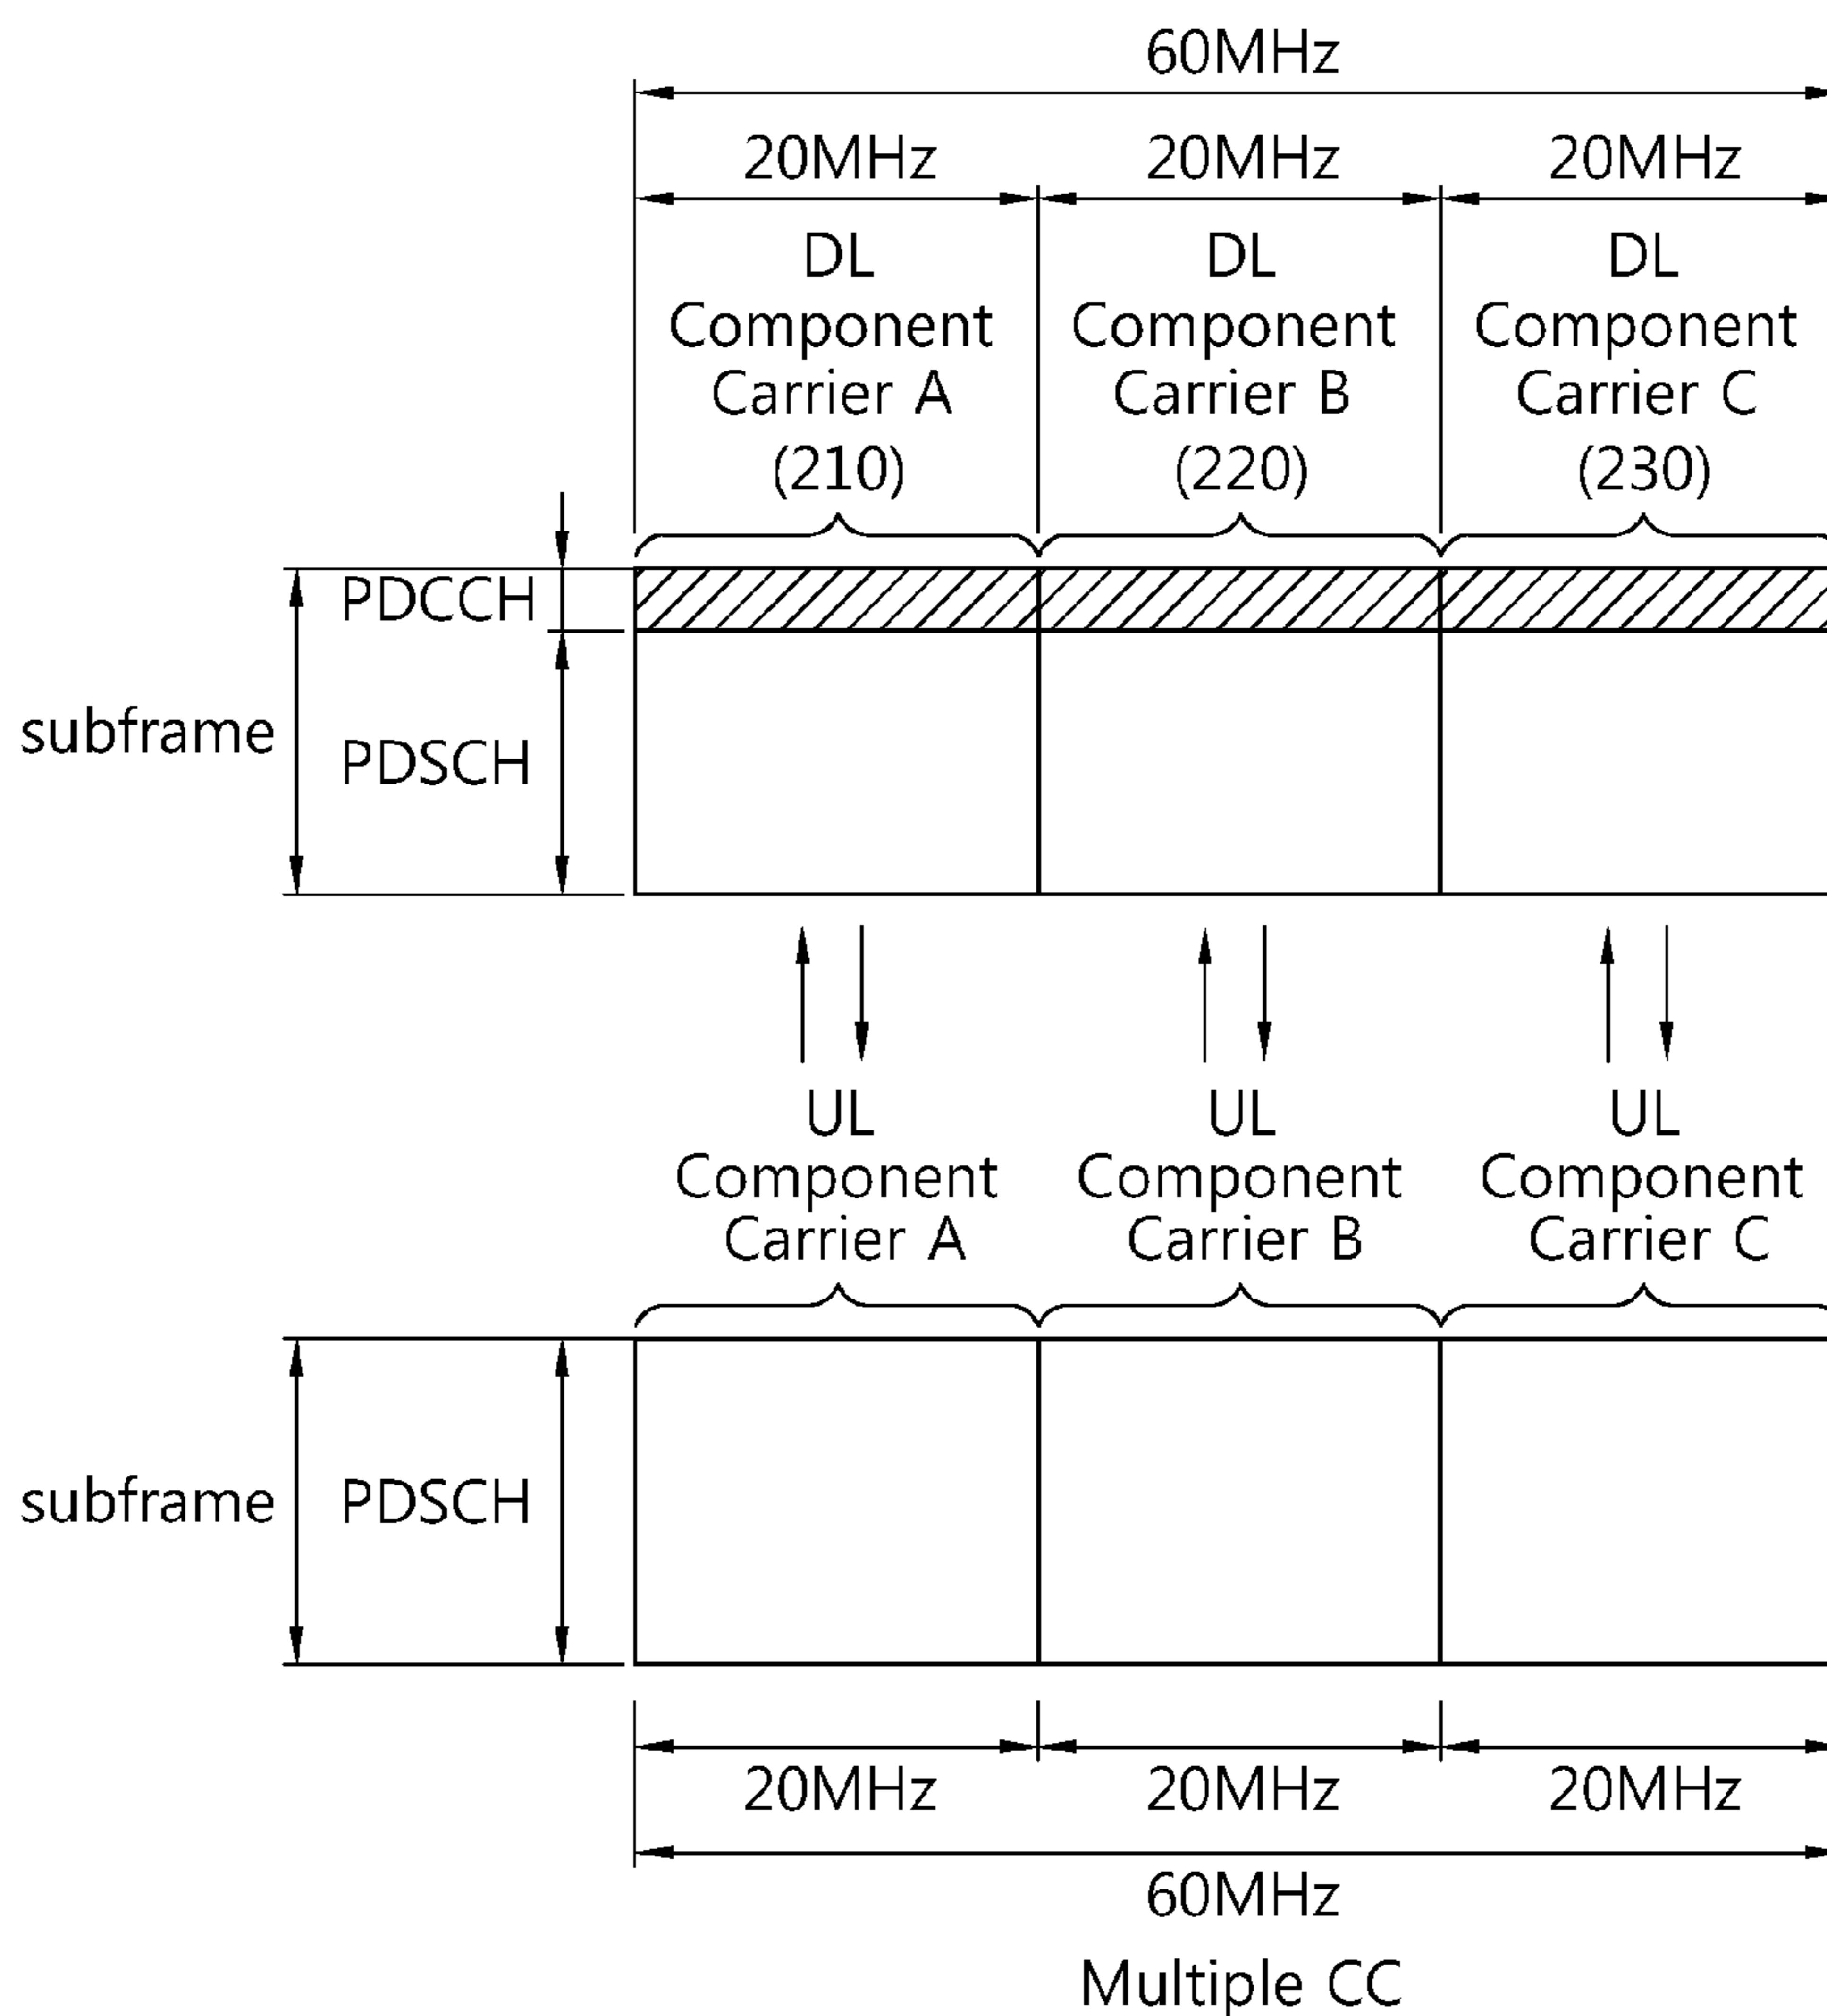 60MHz
20MHz 20MHz 20MHz
DL DL DL
Component Component Component
Carrier A Carrier B Carrier C
(210) (220) (230)
PDCCH
subframe
PDSCH
UL UL UL
Component Component Component
Carrier A Carrier B Carrier C
subframe PDSCH
20MHz 20MHz 20MHz
60MHz
Multiple CC